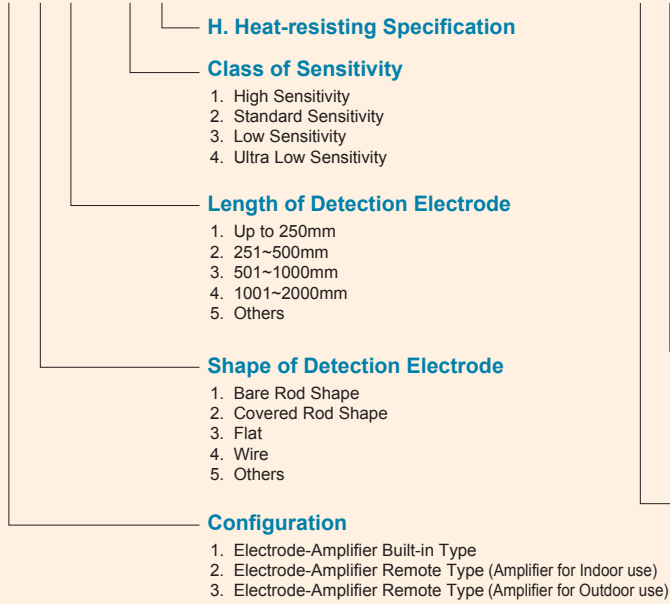 H. Heat-resisting Specification
Class of Sensitivity
1. High Sensitivity
2. Standard Sensitivity
3. Low Sensitivity
4. Ultra Low Sensitivity
Length of Detection Electrode
1. Up to 250mm
2. 251~500mm
3. 501~1000mm
4. 1001~2000mm
5. Others
Shape of Detection Electrode
1. Bare Rod Shape
2. Covered Rod Shape
3. Flat
4. Wire
5. Others
Configuration
1. Electrode-Amplifier Built-in Type
2. Electrode-Amplifier Remote Type (Amplifier for Indoor use)
3. Electrode-Amplifier Remote Type (Amplifier for Outdoor use)